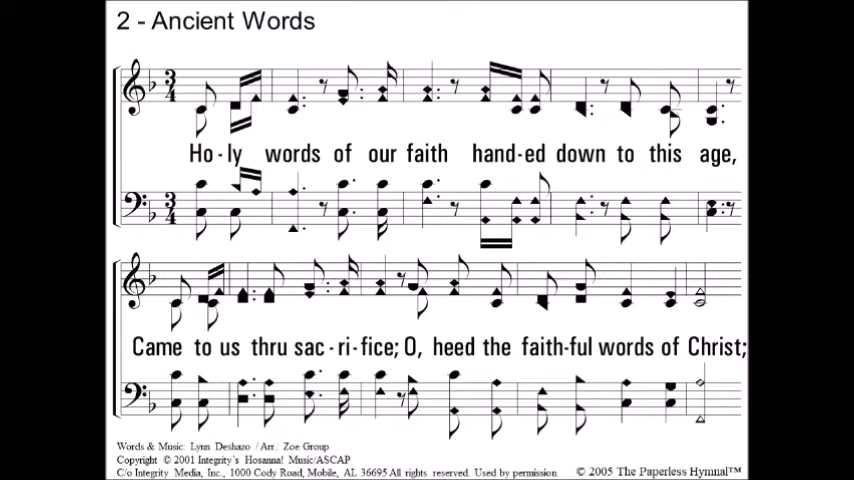 2 - Ancient Words
Ho - ly words of our faith hand-ed down to this age,
Came to us thru sac - ri - fice; O, heed the faith-ful words of Christ;
Words & Music: Lynn Deshazo / Arr.: Zoe Group
Copyright © 2001 Integrity's Hosanna! Music/ASCAP
C/o Integrity Media, Inc., 1000 Cody Road, Mobile, AL 36695 All rights reserved. Used by permission. © 2005 The Paperless Hymnal™